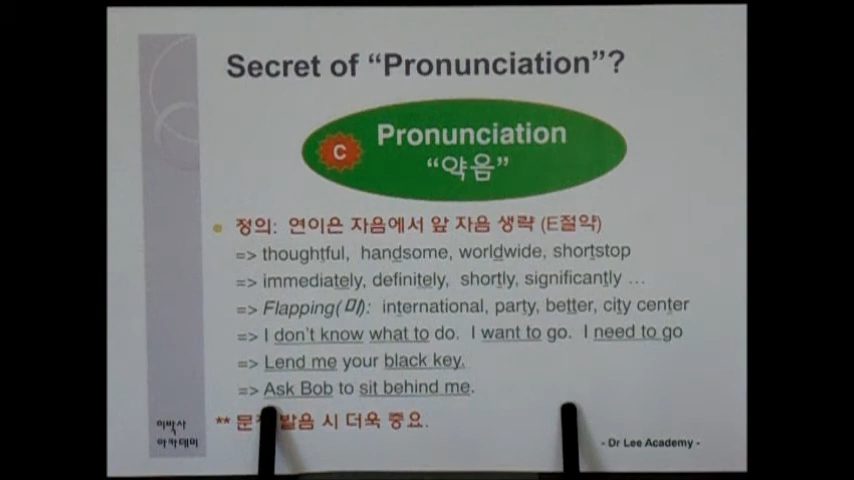 Secret of “Pronunciation”?
C
Pronunciation
“약음”
정의: 연이은 자음에서 앞 자음 생략 (E절약)
=> thoughtful, handsome, worldwide, shortstop
=> immediately, definitely, shortly, significantly ...
=> Flapping(미): international, party, better, city center
=> I don't know what to do. I want to go. I need to go
=> Lend me your black key.
=> Ask Bob to sit behind me.
** 발음 시 더욱 중요.
이박사
아카데미
- Dr Lee Academy -